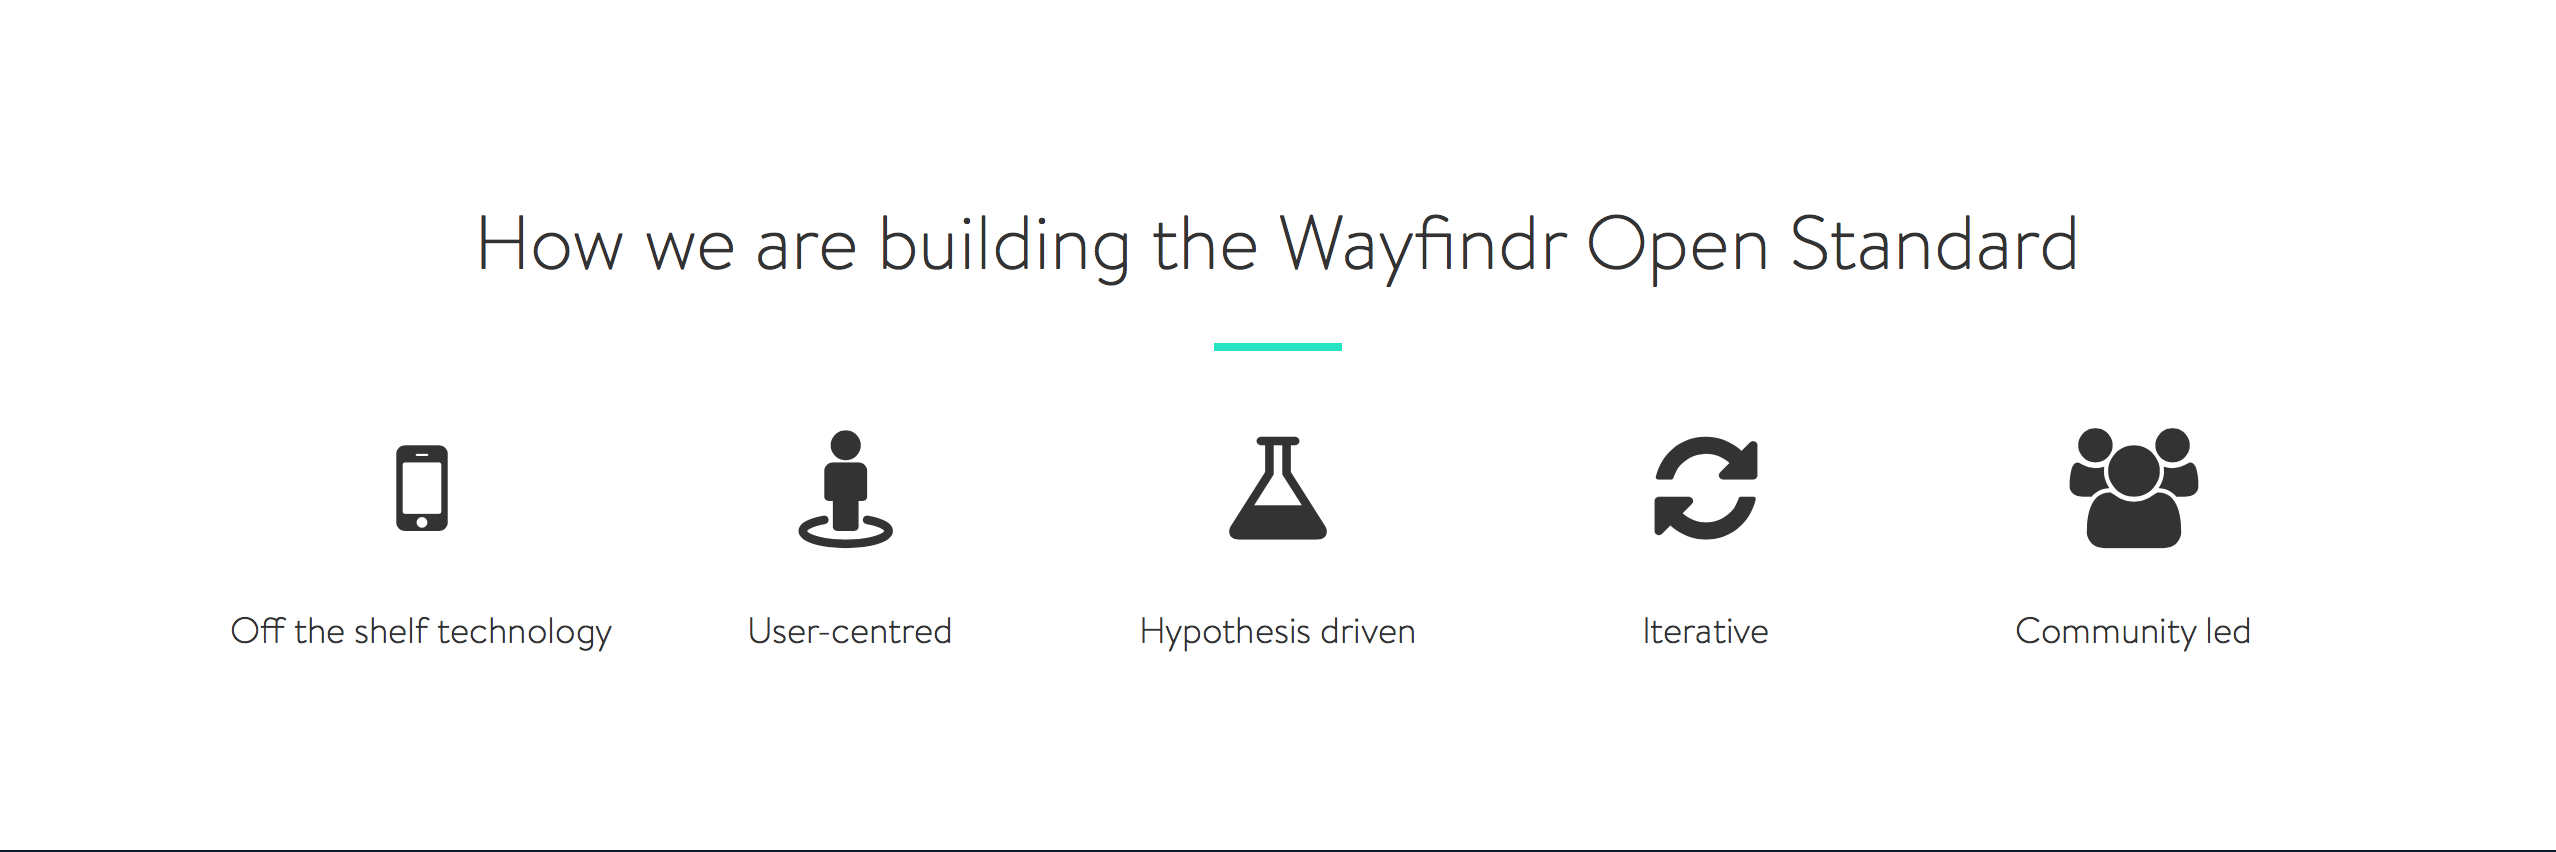 How we are building the Wayfindr Open Standard
Off the shelf technology
User-centred
Hypothesis driven
Iterative
Community led